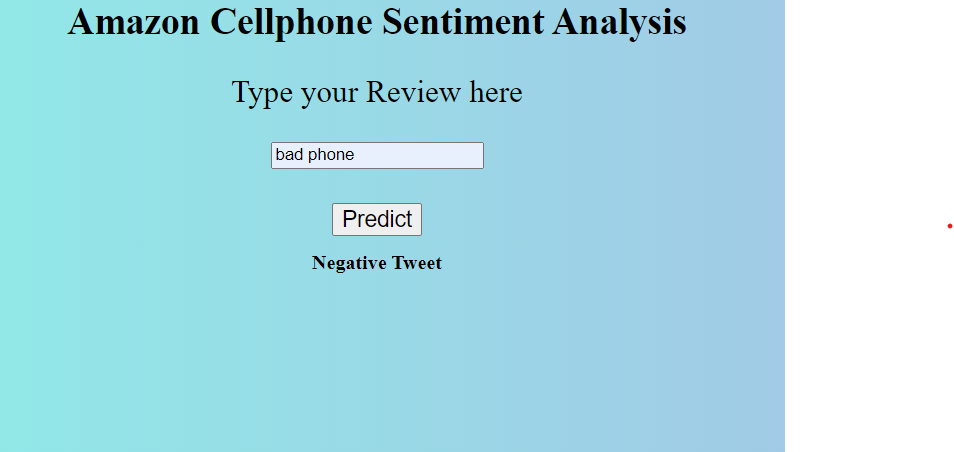 Amazon Cellphone Sentiment Analysis
Type your Review here
bad phone
Predict
Negative Tweet